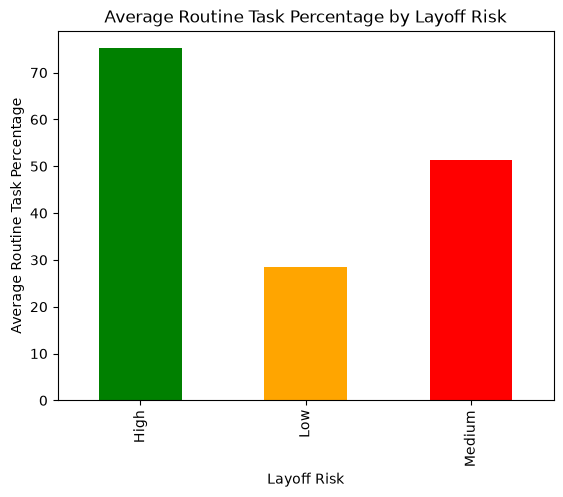 Average Routine Task Percentage by Layoff Risk
Average Routine Task Percentage
70
60
50
40
30
20
10
0
High
Low
Medium
Layoff Risk